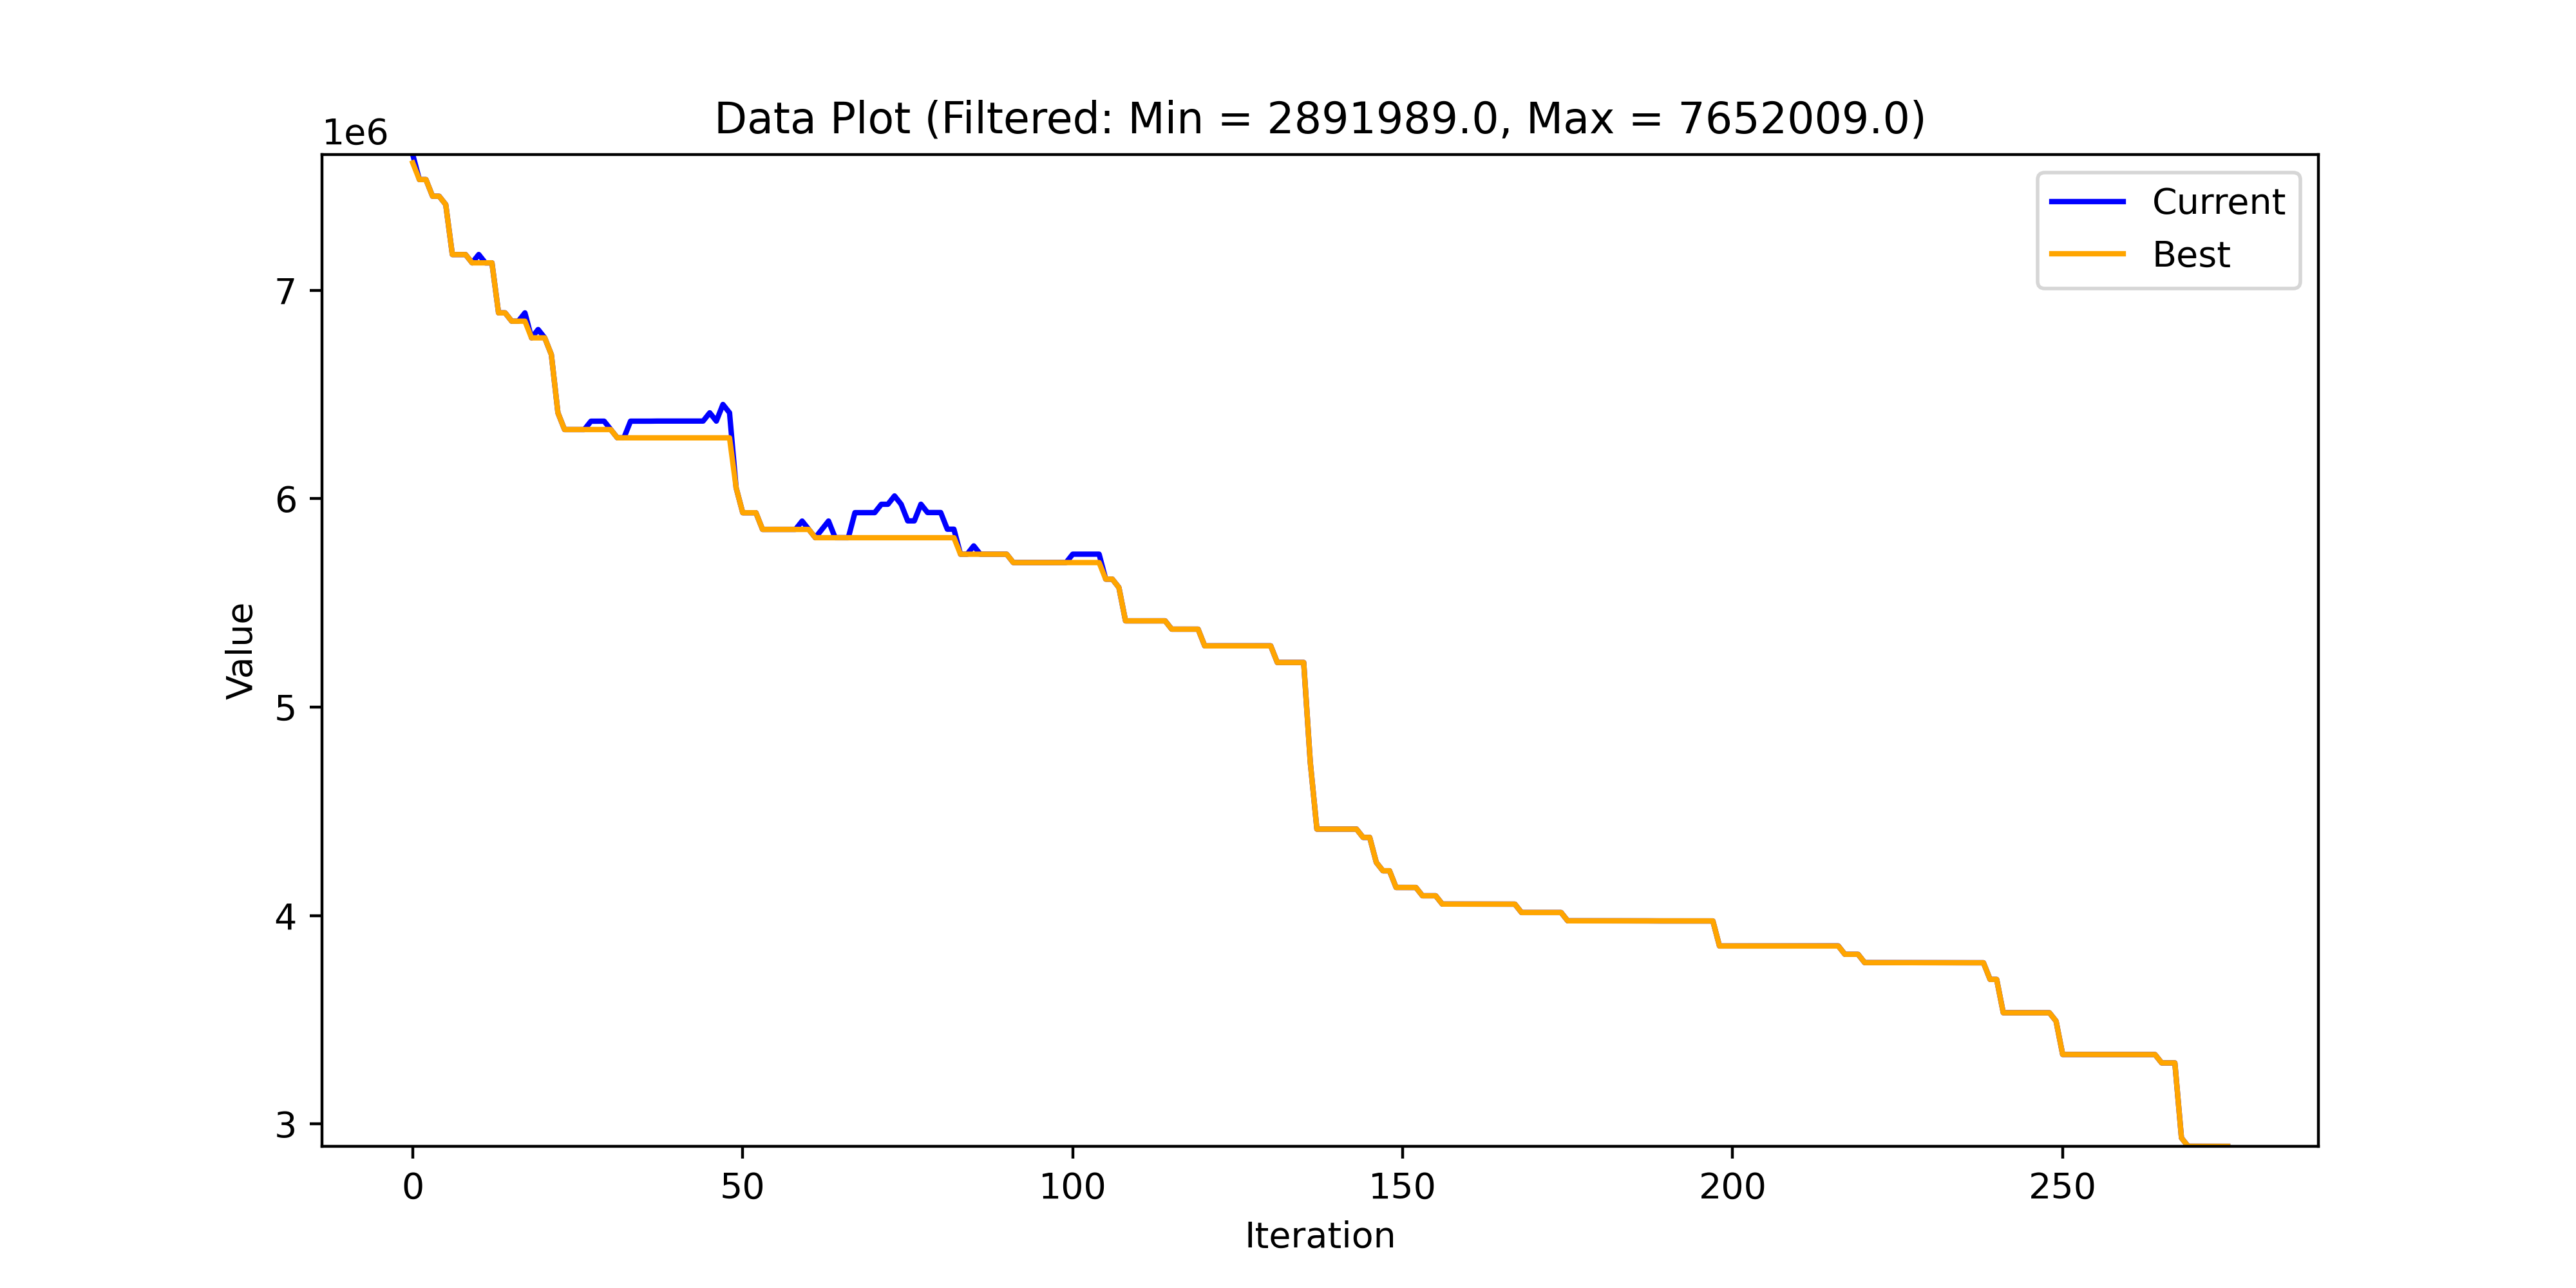 Data Plot (Filtered: Min = 2891989.0, Max = 7652009.0)
1e6
Current
Best
7
6
5
4
3
Value
0 50 100 150 200 250
Iteration